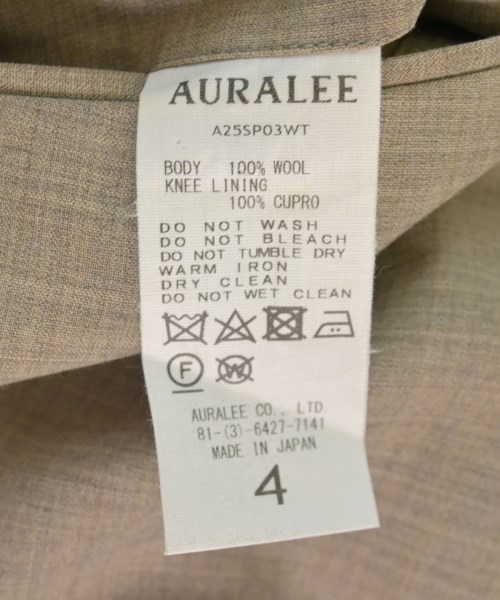 AURALEE
A25SP03WT
BODY 100% WOOL
KNEE LINING
100% CUPRO
DO NOT WASH
DO NOT BLEACH
DO NOT TUMBLE DRY
WARM IRON
DRY CLEAN
DO NOT WET CLEAN
F
W
AURALEE CO., LTD
81-(3)-6427-7141
MADE IN JAPAN
4